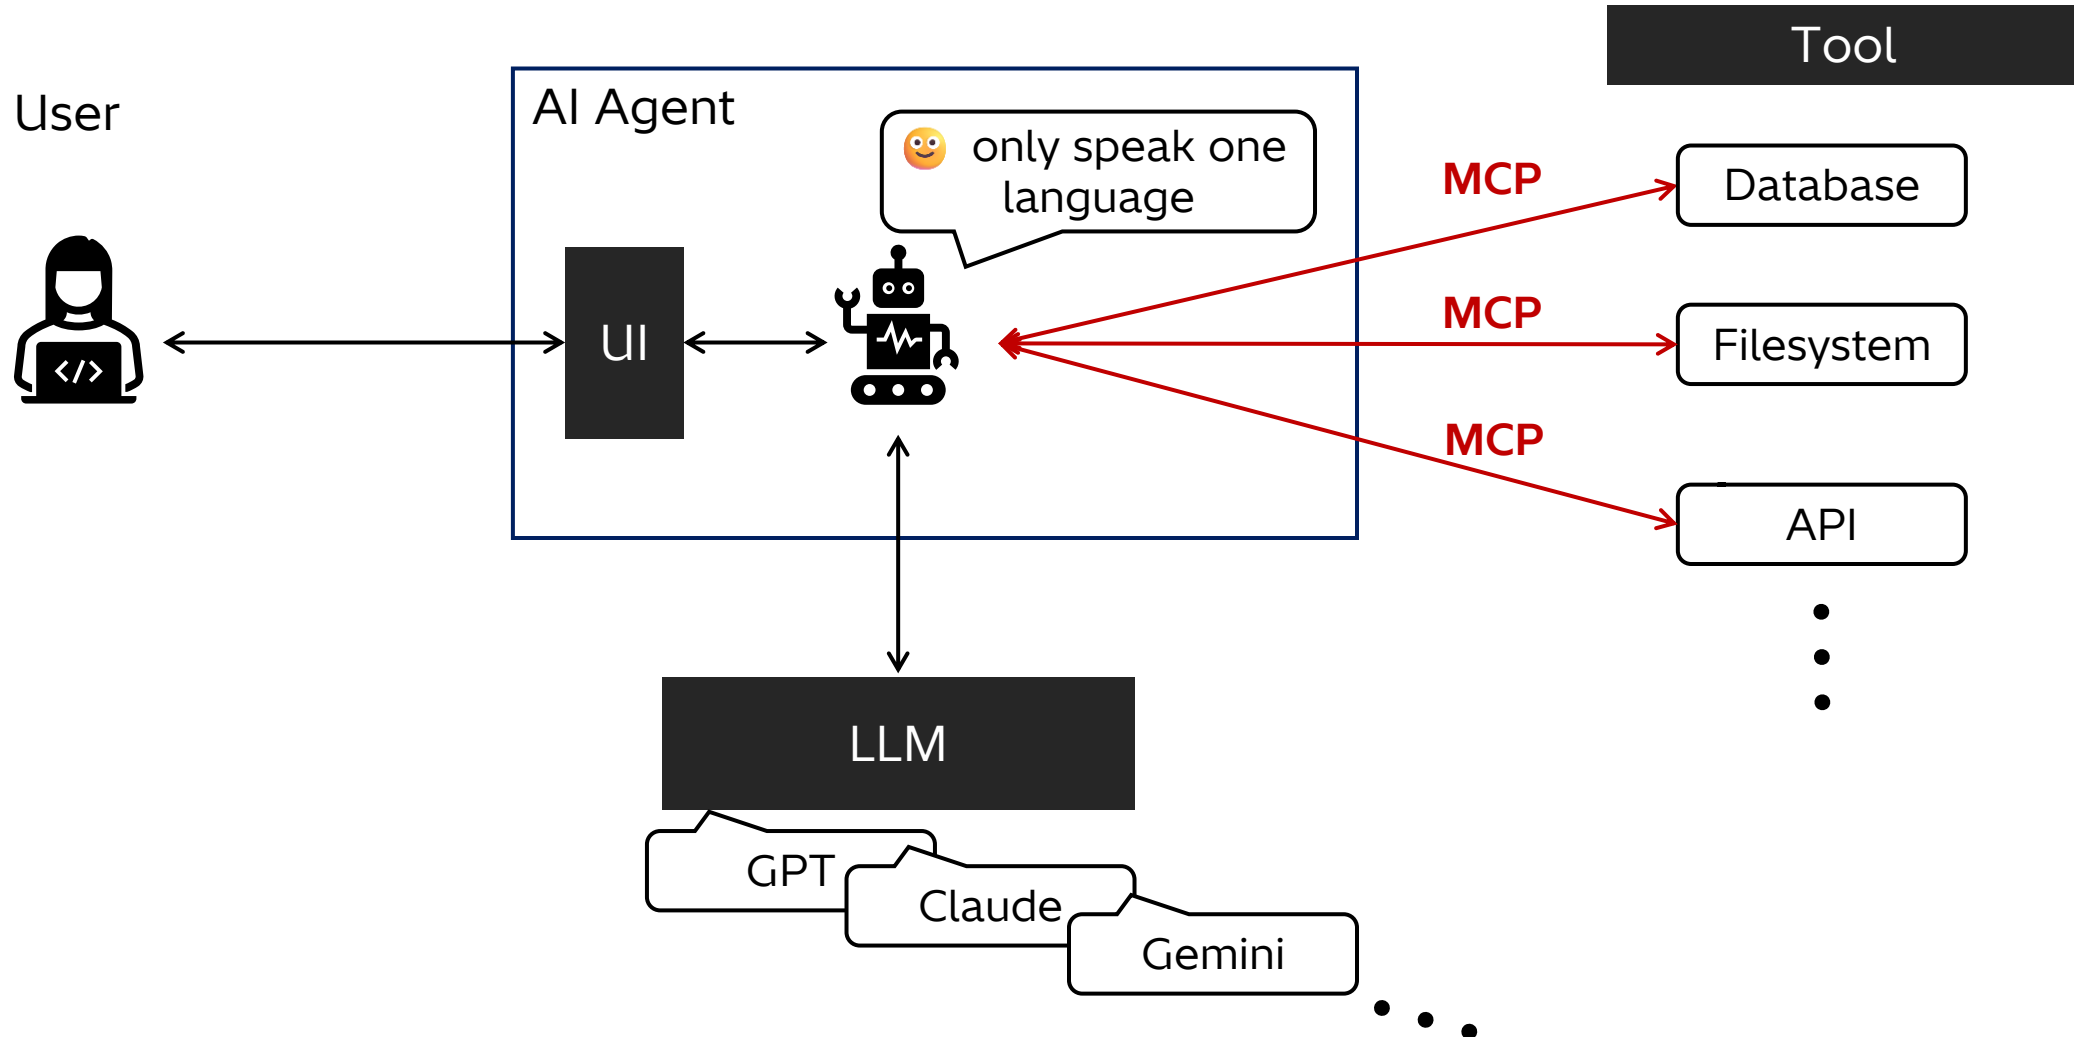 Tool
User
AI Agent
only speak one
language
MCP
Database
UI
MCP
Filesystem
</>
MCP
API
LLM
GPT
Claude
Gemini